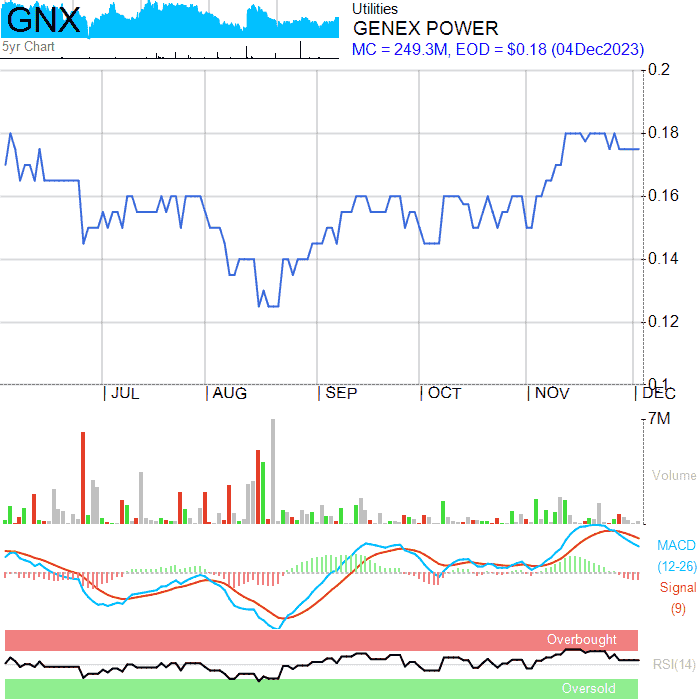 GNX
5yr Chart
Utilities
GENEX POWER
MC = 249.3M, EOD = $0.18 (04Dec2023)
0.2
0.18
0.16
0.14
0.12
0.1
JUL
AUG
SEP
OCT
NOV
DEC
7M
Volume
MACD
(12-26)
Signal
(9)
Overbought
RSI(14)
Oversold